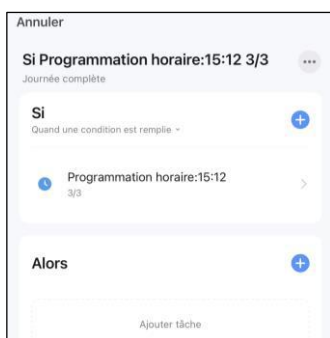 Annuler
Si Programmation horaire:15:12 3/3
Journée complète
Si
Quand une condition est remplie
Programmation horaire:15:12
3/3
Alors
Ajouter tâche